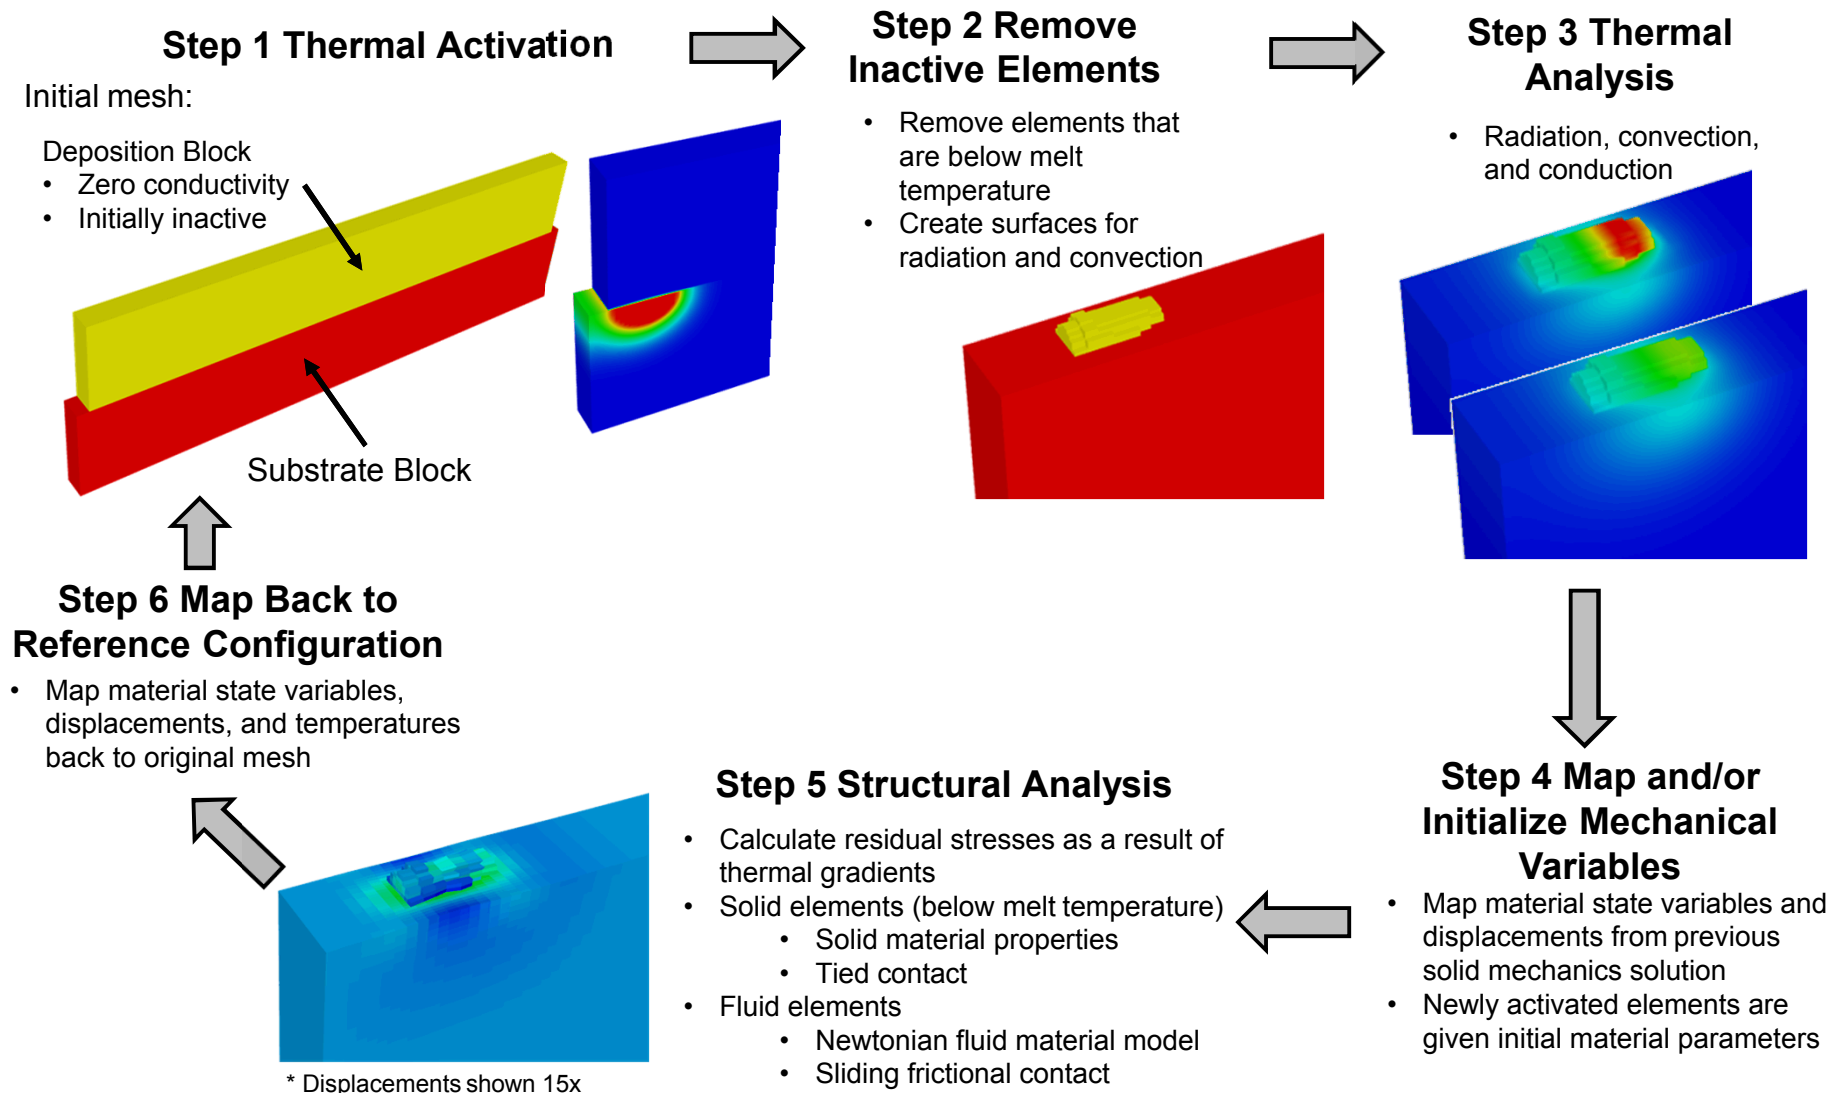 Step 1 Thermal Activation
Initial mesh:
Deposition Block
• Zero conductivity
• Initially inactive
Substrate Block
Step 2 Remove
Inactive Elements
• Remove elements that
are below melt
temperature
• Create surfaces for
radiation and convection
Step 3 Thermal
Analysis
• Radiation, convection,
and conduction
Step 4 Map and/or
Initialize Mechanical
Variables
• Map material state variables and
displacements from previous
solid mechanics solution
• Newly activated elements are
given initial material parameters
Step 5 Structural Analysis
• Calculate residual stresses as a result of
thermal gradients
• Solid elements (below melt temperature)
• Solid material properties
• Tied contact
• Fluid elements
• Newtonian fluid material model
• Sliding frictional contact
Step 6 Map Back to
Reference Configuration
• Map material state variables,
displacements, and temperatures
back to original mesh
* Displacements shown 15x